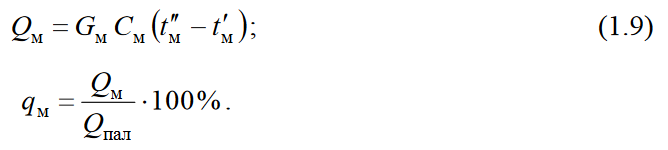 Qм = Gм Cм (t″м − t′м); (1.9)
qм = Qм / Qпал · 100% .